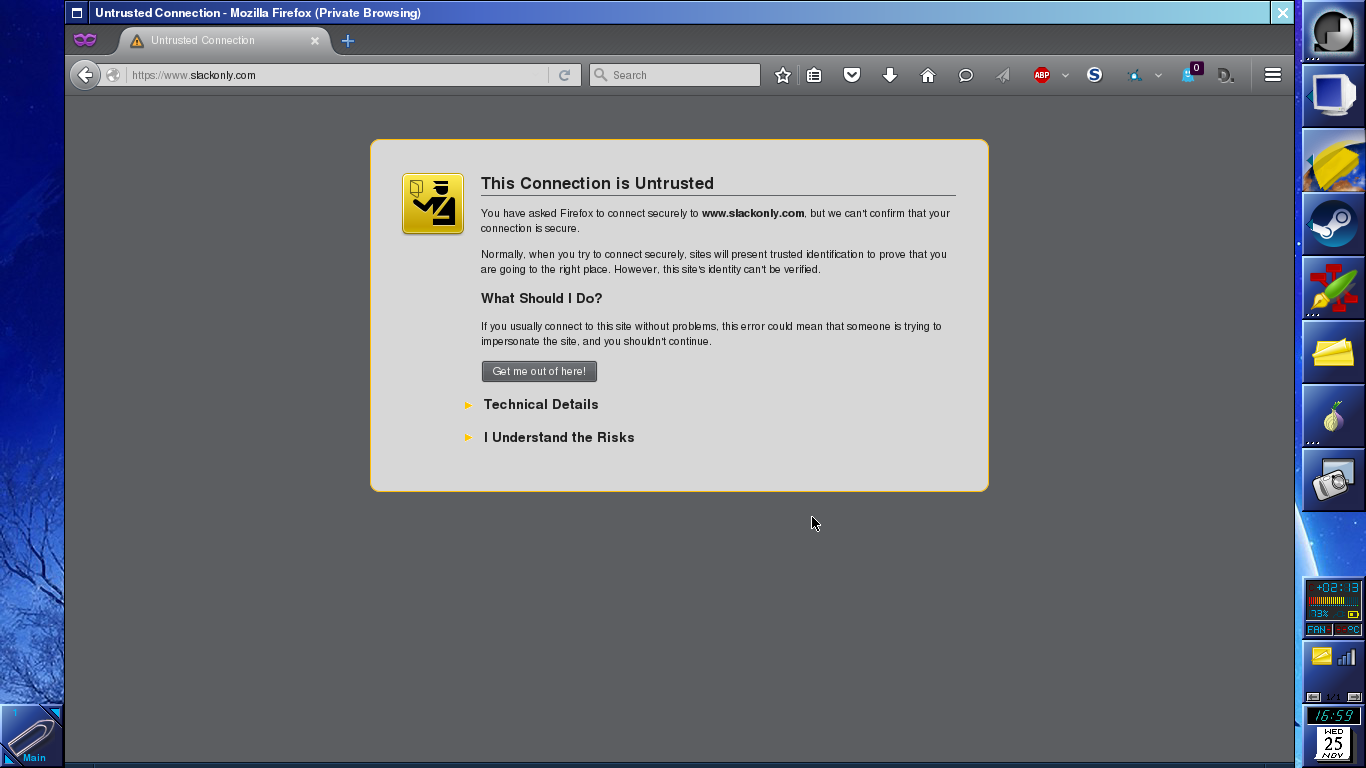 Untrusted Connection - Mozilla Firefox (Private Browsing)
Untrusted Connection
https://www.slackonly.com
Search
ABP
S
0
D.
This Connection is Untrusted
You have asked Firefox to connect securely to www.slackonly.com, but we can't confirm that your
connection is secure.
Normally, when you try to connect securely, sites will present trusted identification to prove that you
are going to the right place. However, this site's identity can't be verified.
What Should I Do?
If you usually connect to this site without problems, this error could mean that someone is trying to
impersonate the site, and you shouldn't continue.
Get me out of here!
Technical Details
I Understand the Risks
+02:13
73%
FAN
°C
1/1
16:59
WED
25
NOV
1
Main